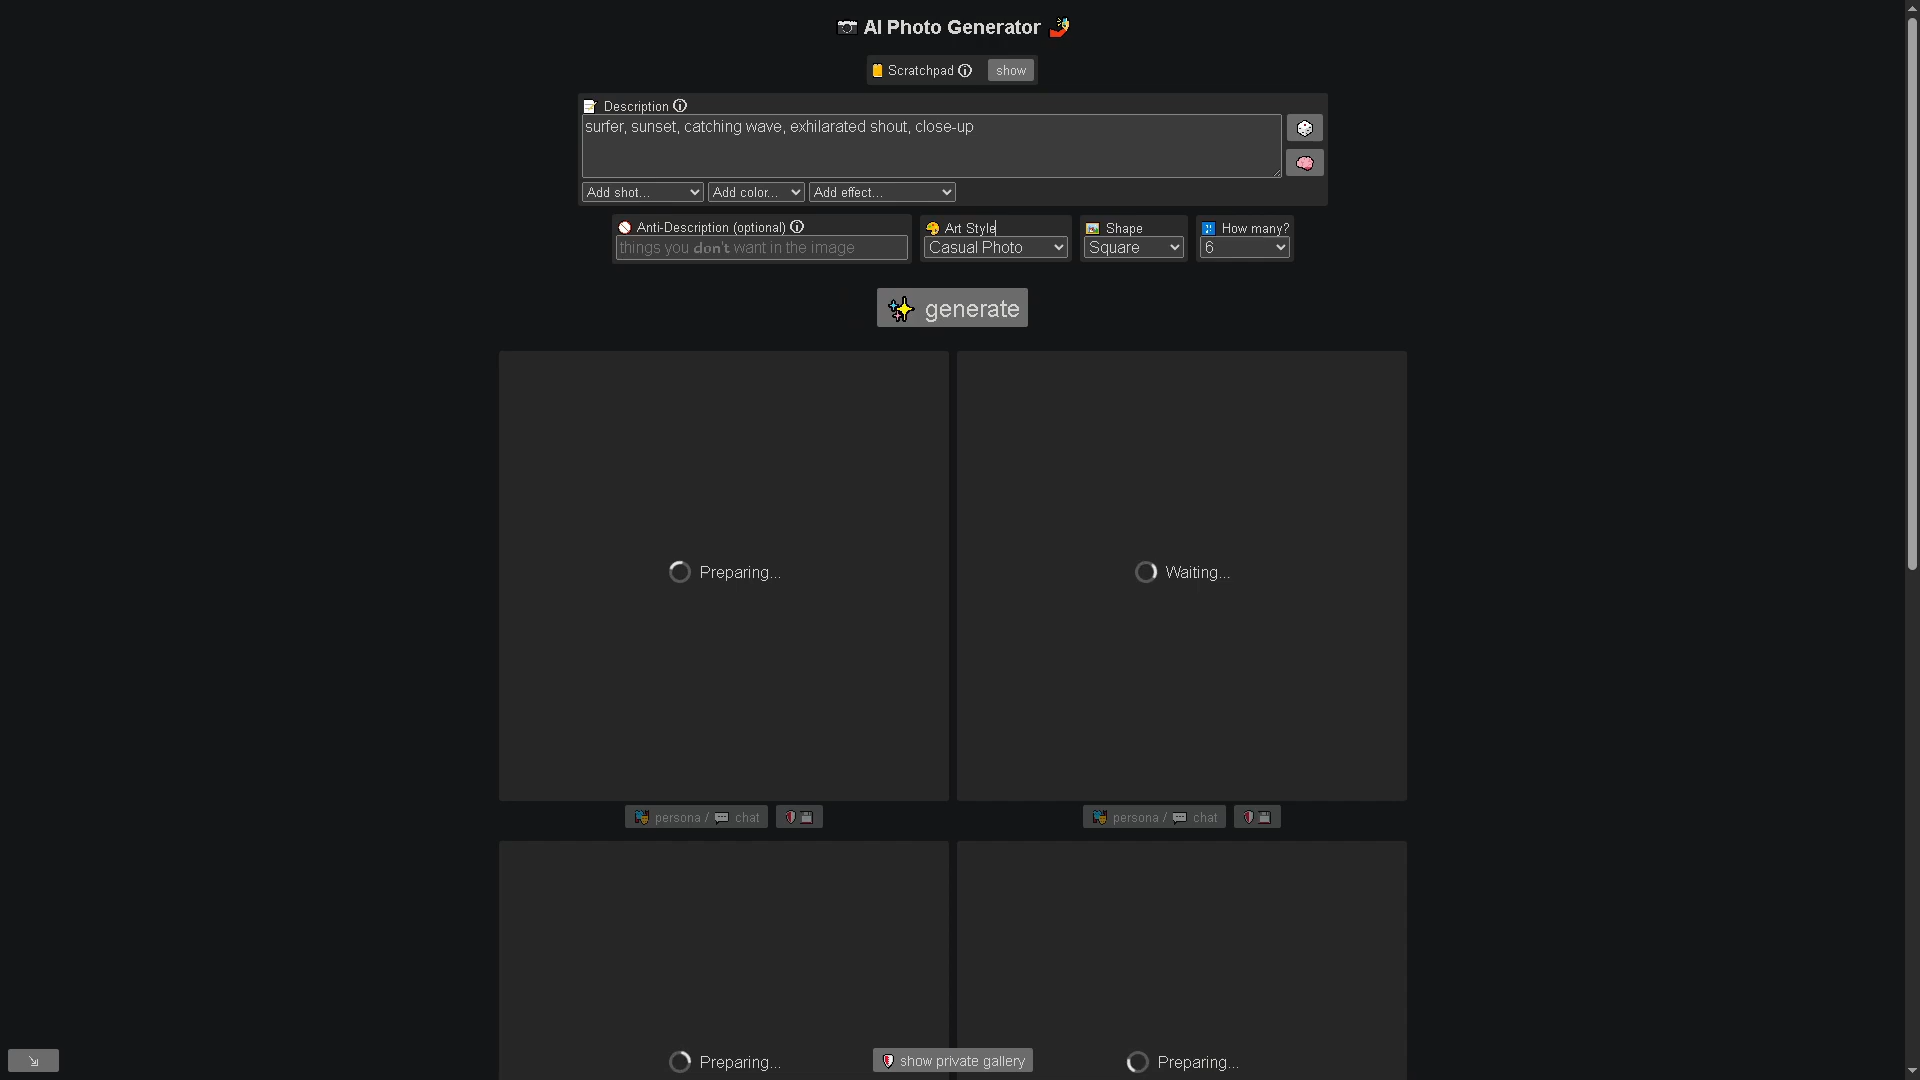 AI Photo Generator
Scratchpad show
Description
surfer, sunset, catching wave, exhilarated shout, close-up
Add shot... Add color... Add effect...
Anti-Description (optional) Art Style Shape How many?
things you don't want in the image Casual Photo Square 6
generate
Preparing... Waiting...
persona / chat persona / chat
Preparing... Preparing...
show private gallery